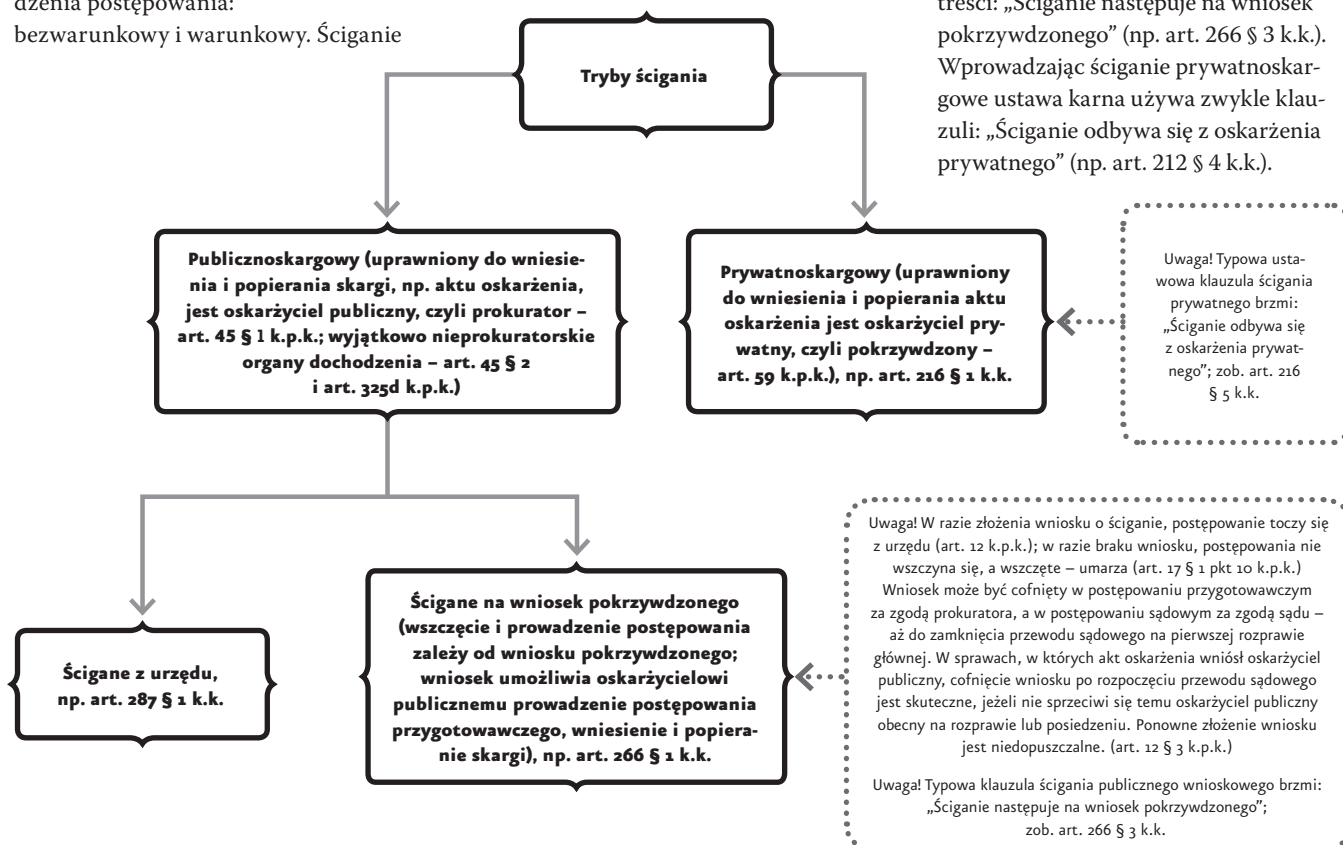 dzenia postępowania:
bezwarunkowy i warunkowy. Ściganie
treści: „Ściganie następuje na wniosek
pokrzywdzonego” (np. art. 266 § 3 k.k.).
Wprowadzając ściganie prywatnoskar-
gowe ustawa karna używa zwykle klau-
zuli: „Ściganie odbywa się z oskarżenia
prywatnego” (np. art. 212 § 4 k.k.).
Tryby ścigania
Publicznoskargowy (uprawniony do wniesie-
nia i popierania skargi, np. aktu oskarżenia,
jest oskarżyciel publiczny, czyli prokurator –
art. 45 § 1 k.p.k.; wyjątkowo nieprokuratorskie
organy dochodzenia – art. 45 § 2
i art. 325d k.p.k.)
Prywatnoskargowy (uprawniony
do wniesienia i popierania aktu
oskarżenia jest oskarżyciel pry-
watny, czyli pokrzywdzony –
art. 59 k.p.k.), np. art. 216 § 1 k.k.
Uwaga! Typowa usta-
wowa klauzula ścigania
prywatnego brzmi:
„Ściganie odbywa się
z oskarżenia prywat-
nego”; zob. art. 216
§ 5 k.k.
Ścigane z urzędu,
np. art. 287 § 1 k.k.
Ścigane na wniosek pokrzywdzonego
(wszczęcie i prowadzenie postępowania
zależy od wniosku pokrzywdzonego;
wniosek umożliwia oskarżycielowi
publicznemu prowadzenie postępowania
przygotowawczego, wniesienie i popiera-
nie skargi), np. art. 266 § 1 k.k.
Uwaga! W razie złożenia wniosku o ściganie, postępowanie toczy się
z urzędu (art. 12 k.p.k.); w razie braku wniosku, postępowania nie
wszczyna się, a wszczęte – umarza (art. 17 § 1 pkt 10 k.p.k.)
Wniosek może być cofnięty w postępowaniu przygotowawczym
za zgodą prokuratora, a w postępowaniu sądowym za zgodą sądu –
aż do zamknięcia przewodu sądowego na pierwszej rozprawie
głównej. W sprawach, w których akt oskarżenia wniósł oskarżyciel
publiczny, cofnięcie wniosku po rozpoczęciu przewodu sądowego
jest skuteczne, jeżeli nie sprzeciwi się temu oskarżyciel publiczny
obecny na rozprawie lub posiedzeniu. Ponowne złożenie wniosku
jest niedopuszczalne. (art. 12 § 3 k.p.k.)
Uwaga! Typowa klauzula ścigania publicznego wnioskowego brzmi:
„Ściganie następuje na wniosek pokrzywdzonego”;
zob. art. 266 § 3 k.k.